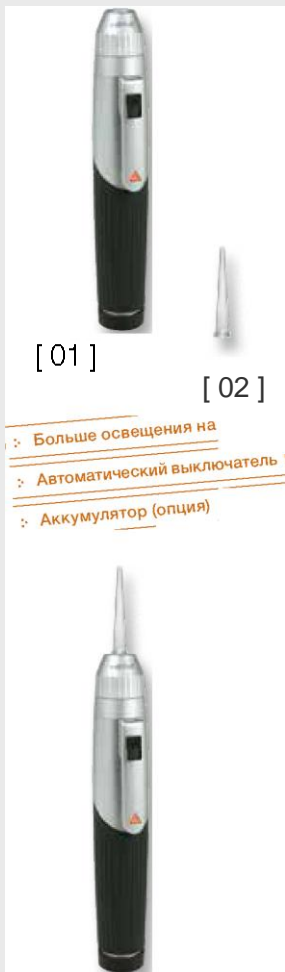 [ 01 ]
[ 02 ]
:· Больше освещения на
:· Автоматический выключатель
:· Аккумулятор (опция)